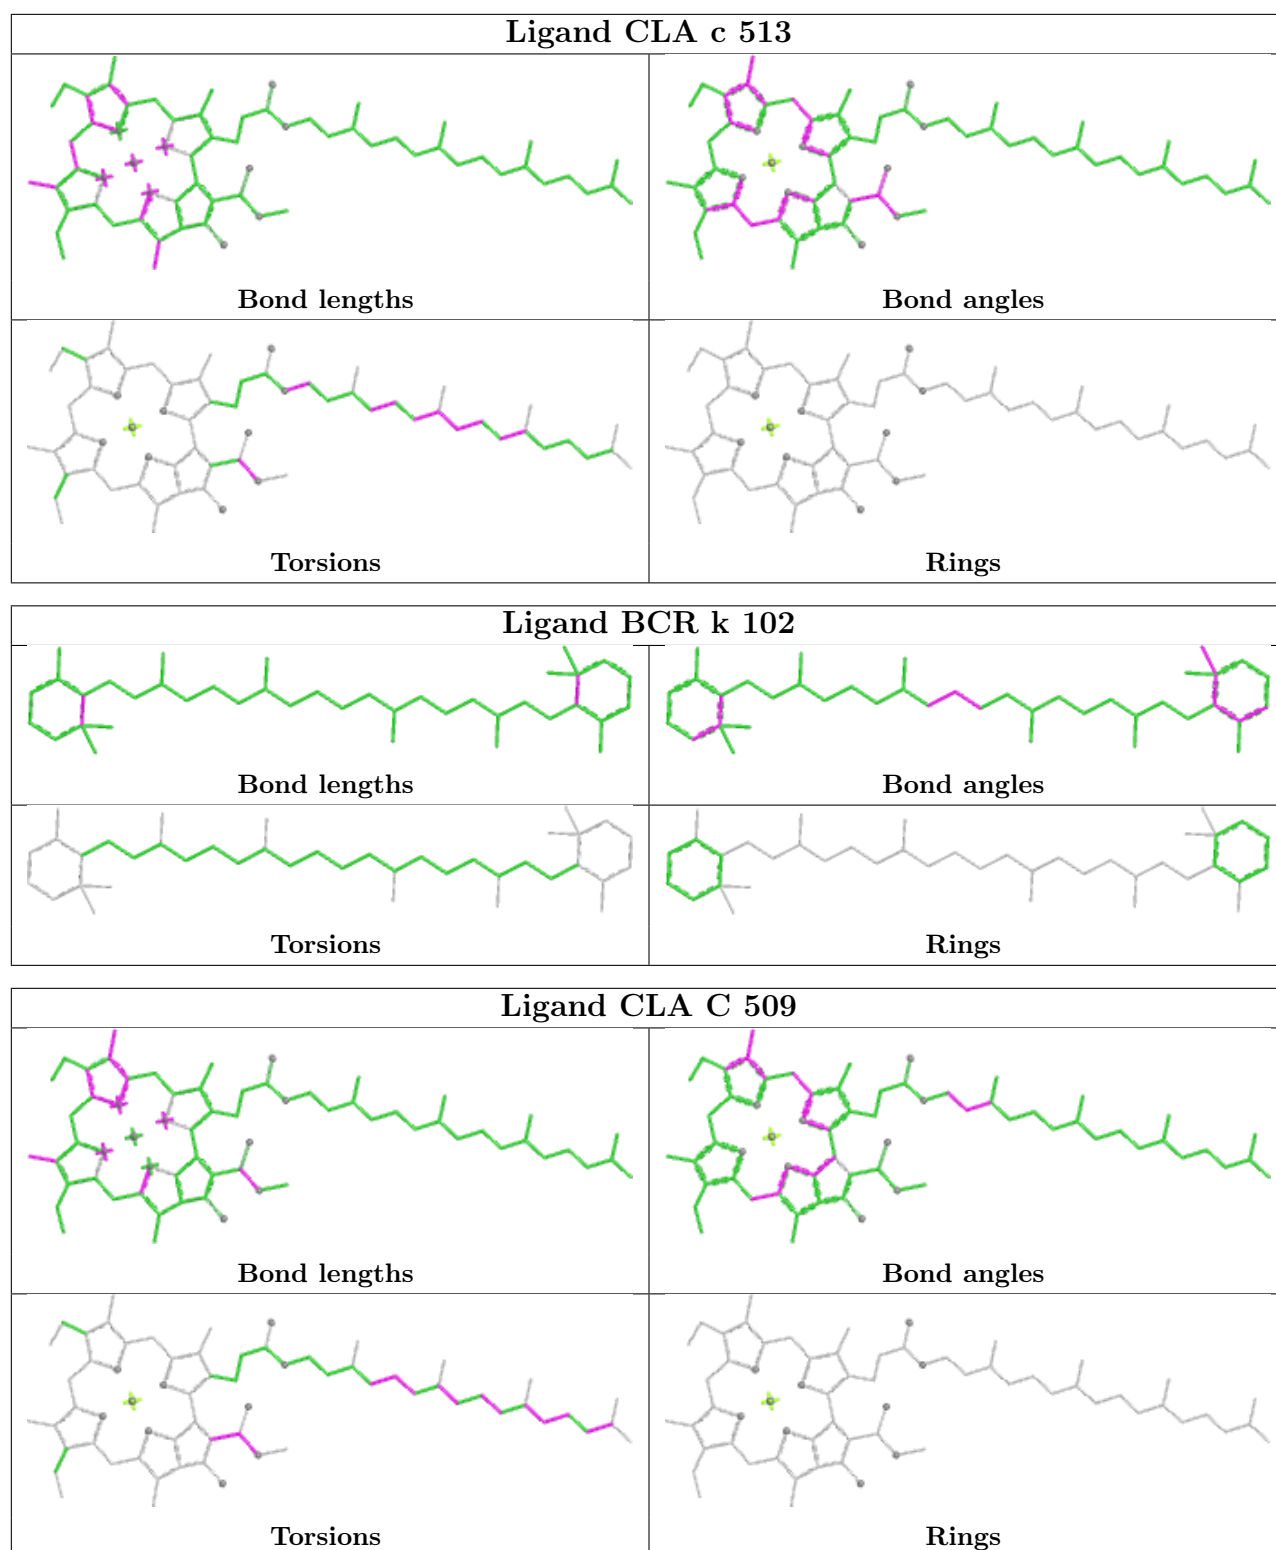 Ligand CLA c 513
Bond lengths
Bond angles
Torsions
Rings
Ligand BCR k 102
Bond lengths
Bond angles
Torsions
Rings
Ligand CLA C 509
Bond lengths
Bond angles
Torsions
Rings